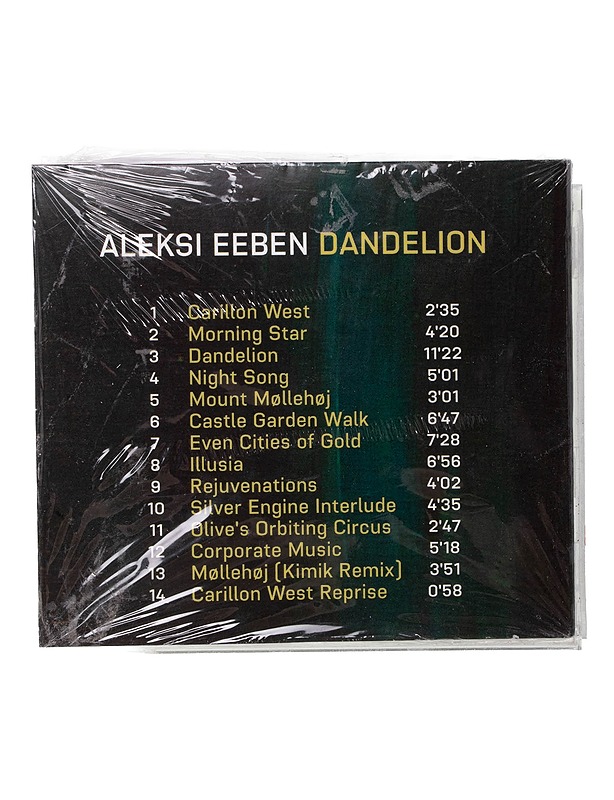 ALEKSI EEBEN DANDELION
1 Carillon West 2'35
2 Morning Star 4'20
3 Dandelion 11'22
4 Night Song 5'01
5 Mount Møllehøj 3'01
6 Castle Garden Walk 6'47
7 Even Cities of Gold 7'28
8 Illusia 6'56
9 Rejuvenations 4'02
10 Silver Engine Interlude 4'35
11 Olive's Orbiting Circus 2'47
12 Corporate Music 5'18
13 Møllehøj (Kimik Remix) 3'51
14 Carillon West Reprise 0'58